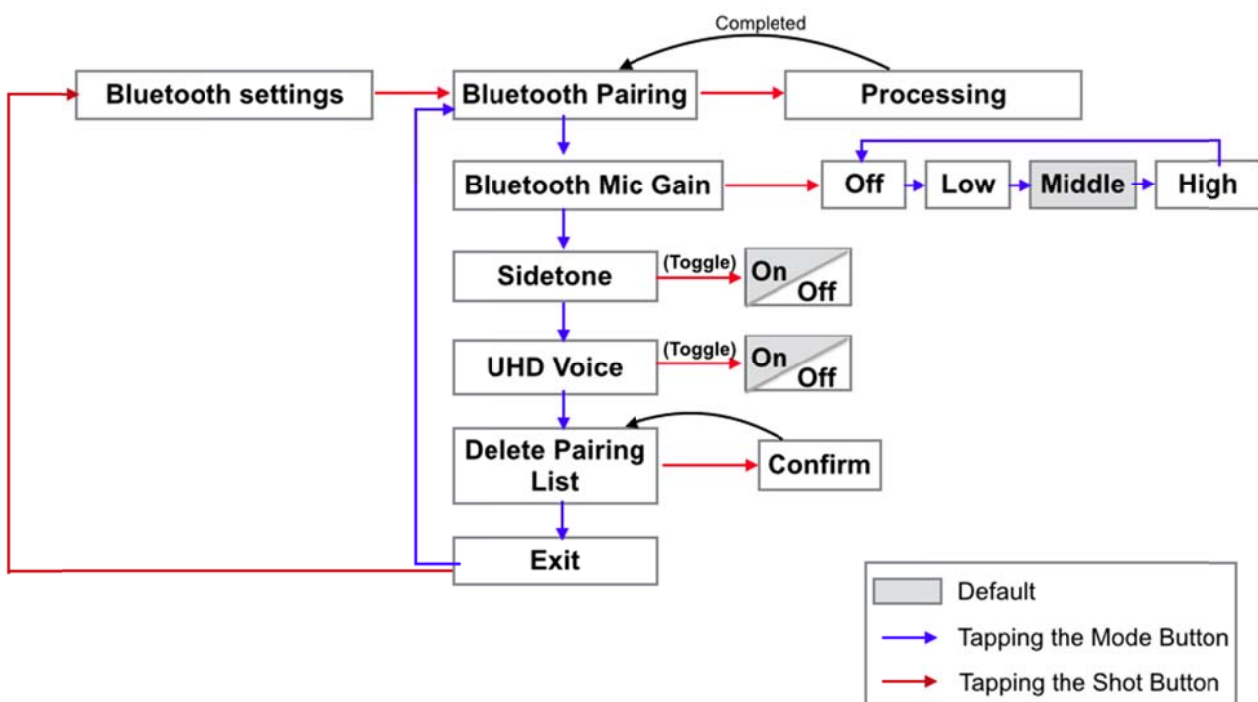 Completed
Bluetooth settings
Bluetooth Pairing
Processing
Bluetooth Mic Gain
Off
Low
Middle
High
Sidetone
(Toggle)
On
Off
UHD Voice
(Toggle)
On
Off
Delete Pairing
List
Confirm
Exit
Default
Tapping the Mode Button
Tapping the Shot Button